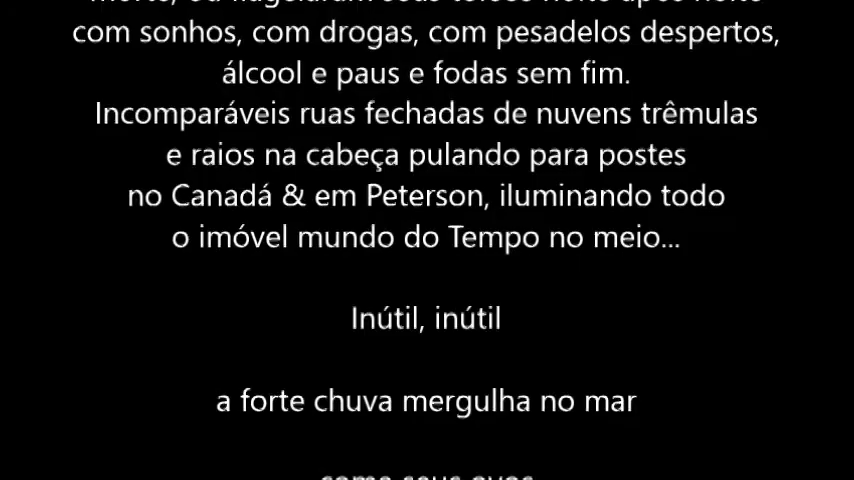 com sonhos, com drogas, com pesadelos despertos,
álcool e paus e fodas sem fim.
Incomparáveis ruas fechadas de nuvens trêmulas
e raios na cabeça pulando para postes
no Canadá & em Peterson, iluminando todo
o imóvel mundo do Tempo no meio...
Inútil, inútil
a forte chuva mergulha no mar